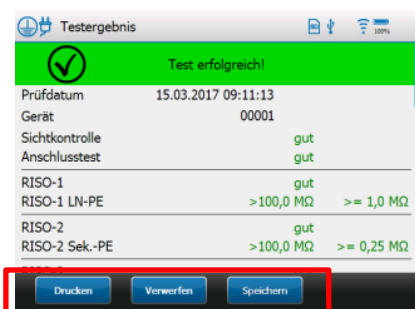 Testergebnis 100%
Test erfolgreich!
Prüfdatum 15.03.2017 09:11:13
Gerät 00001
Sichtkontrolle gut
Anschlusstest gut
RISO-1 gut
RISO-1 LN-PE >100,0 MΩ >= 1,0 MΩ
RISO-2 gut
RISO-2 Sek.-PE >100,0 MΩ >= 0,25 MΩ
Drucken Verwerfen Speichern